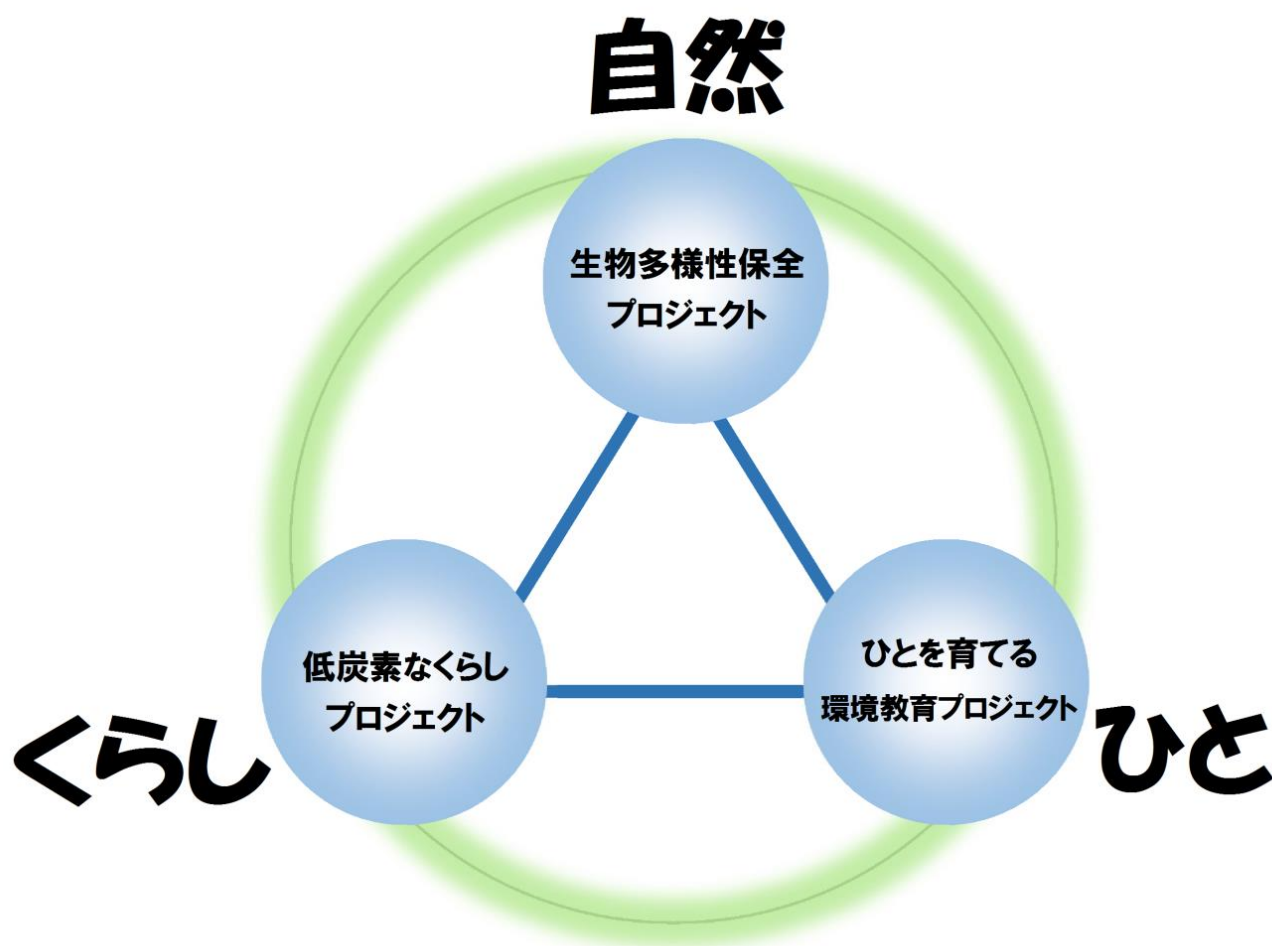 自然
生物多様性保全
プロジェクト
低炭素なくらし
プロジェクト
ひとを育てる
環境教育プロジェクト
くらし
ひと